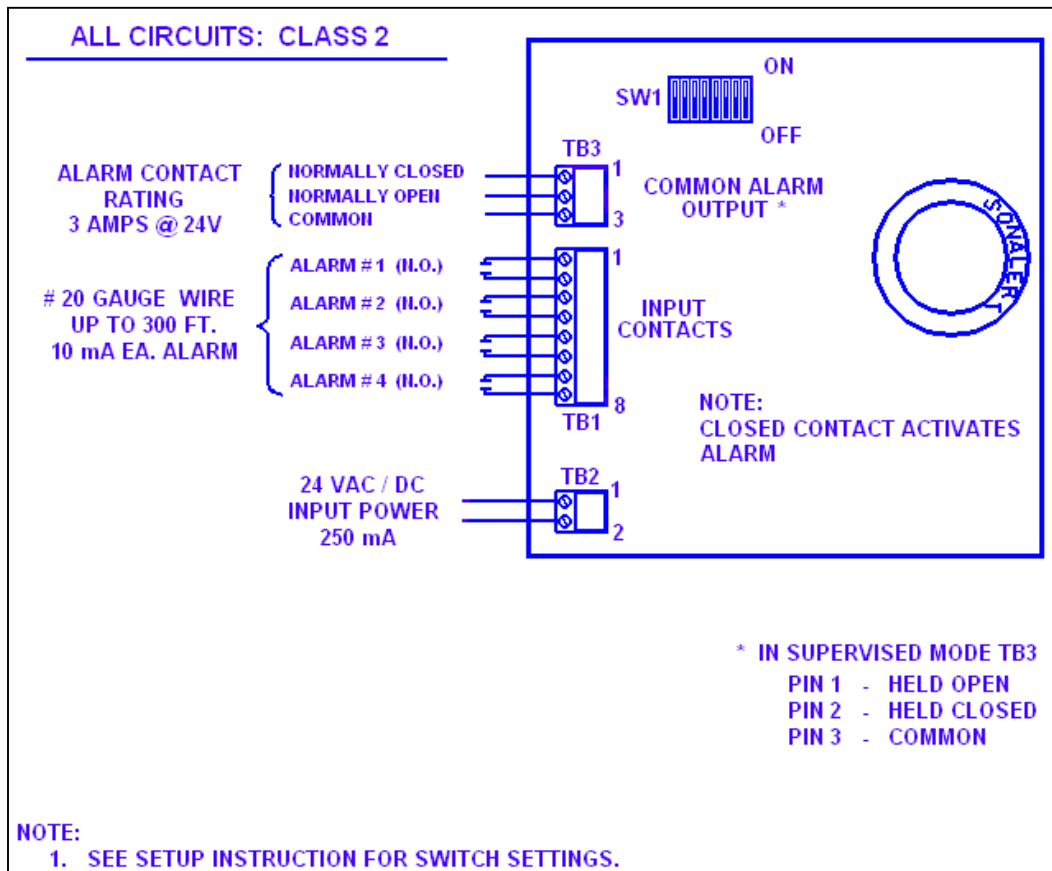 ALL CIRCUITS: CLASS 2
ON
SW1
OFF
TB3
1
3
ALARM CONTACT
RATING
3 AMPS @ 24V
NORMALLY CLOSED
NORMALLY OPEN
COMMON
COMMON ALARM
OUTPUT *
SONALERT
# 20 GAUGE WIRE
UP TO 300 FT.
10 mA EA. ALARM
ALARM # 1 (N.O.)
ALARM # 2 (N.O.)
ALARM # 3 (N.O.)
ALARM # 4 (N.O.)
1
8
TB1
INPUT
CONTACTS
NOTE:
CLOSED CONTACT ACTIVATES
ALARM
24 VAC / DC
INPUT POWER
250 mA
TB2
1
2
* IN SUPERVISED MODE TB3
PIN 1 - HELD OPEN
PIN 2 - HELD CLOSED
PIN 3 - COMMON
NOTE:
1. SEE SETUP INSTRUCTION FOR SWITCH SETTINGS.